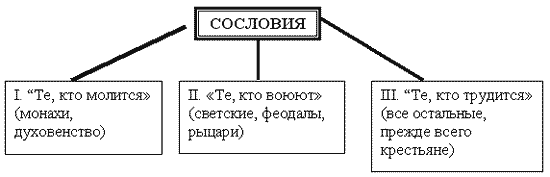 СОСЛОВИЯ
I. “Те, кто молится»
(монахи,
духовенство)
II. «Те, кто воюют”
(светские, феодалы,
рыцари)
III. “Те, кто трудится»
(все остальные,
прежде всего
крестьяне)